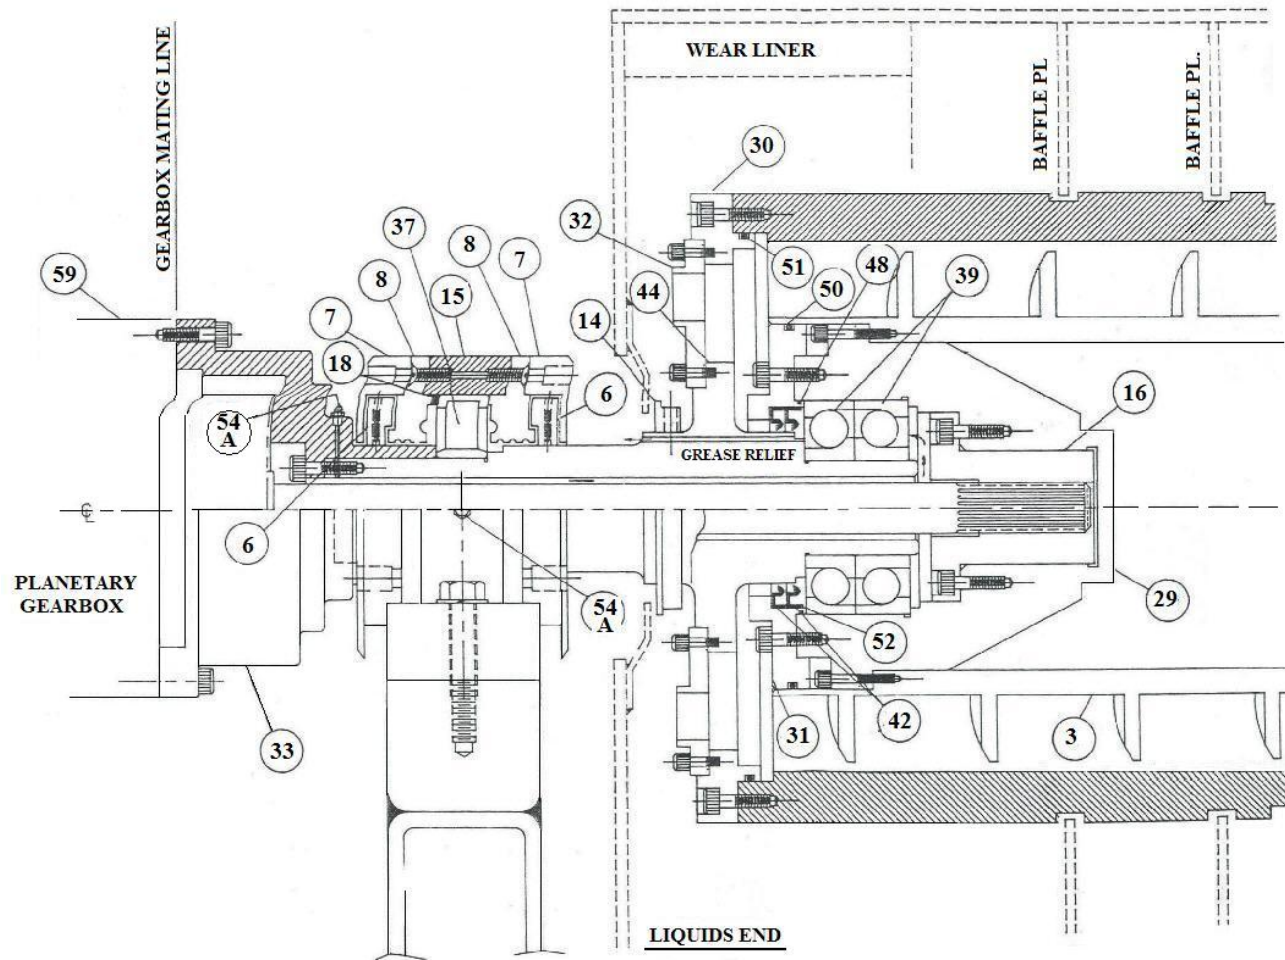 WEAR LINER
GEARBOX MATING LINE
BAFFLE PL
BAFFLE PL.
30
32
37
8
7
59
8
15
51
48
39
44
50
7
14
18
6
16
54
A
GREASE RELIEF
6
PLANETARY
GEARBOX
54
A
29
52
33
31
42
3
LIQUIDS END